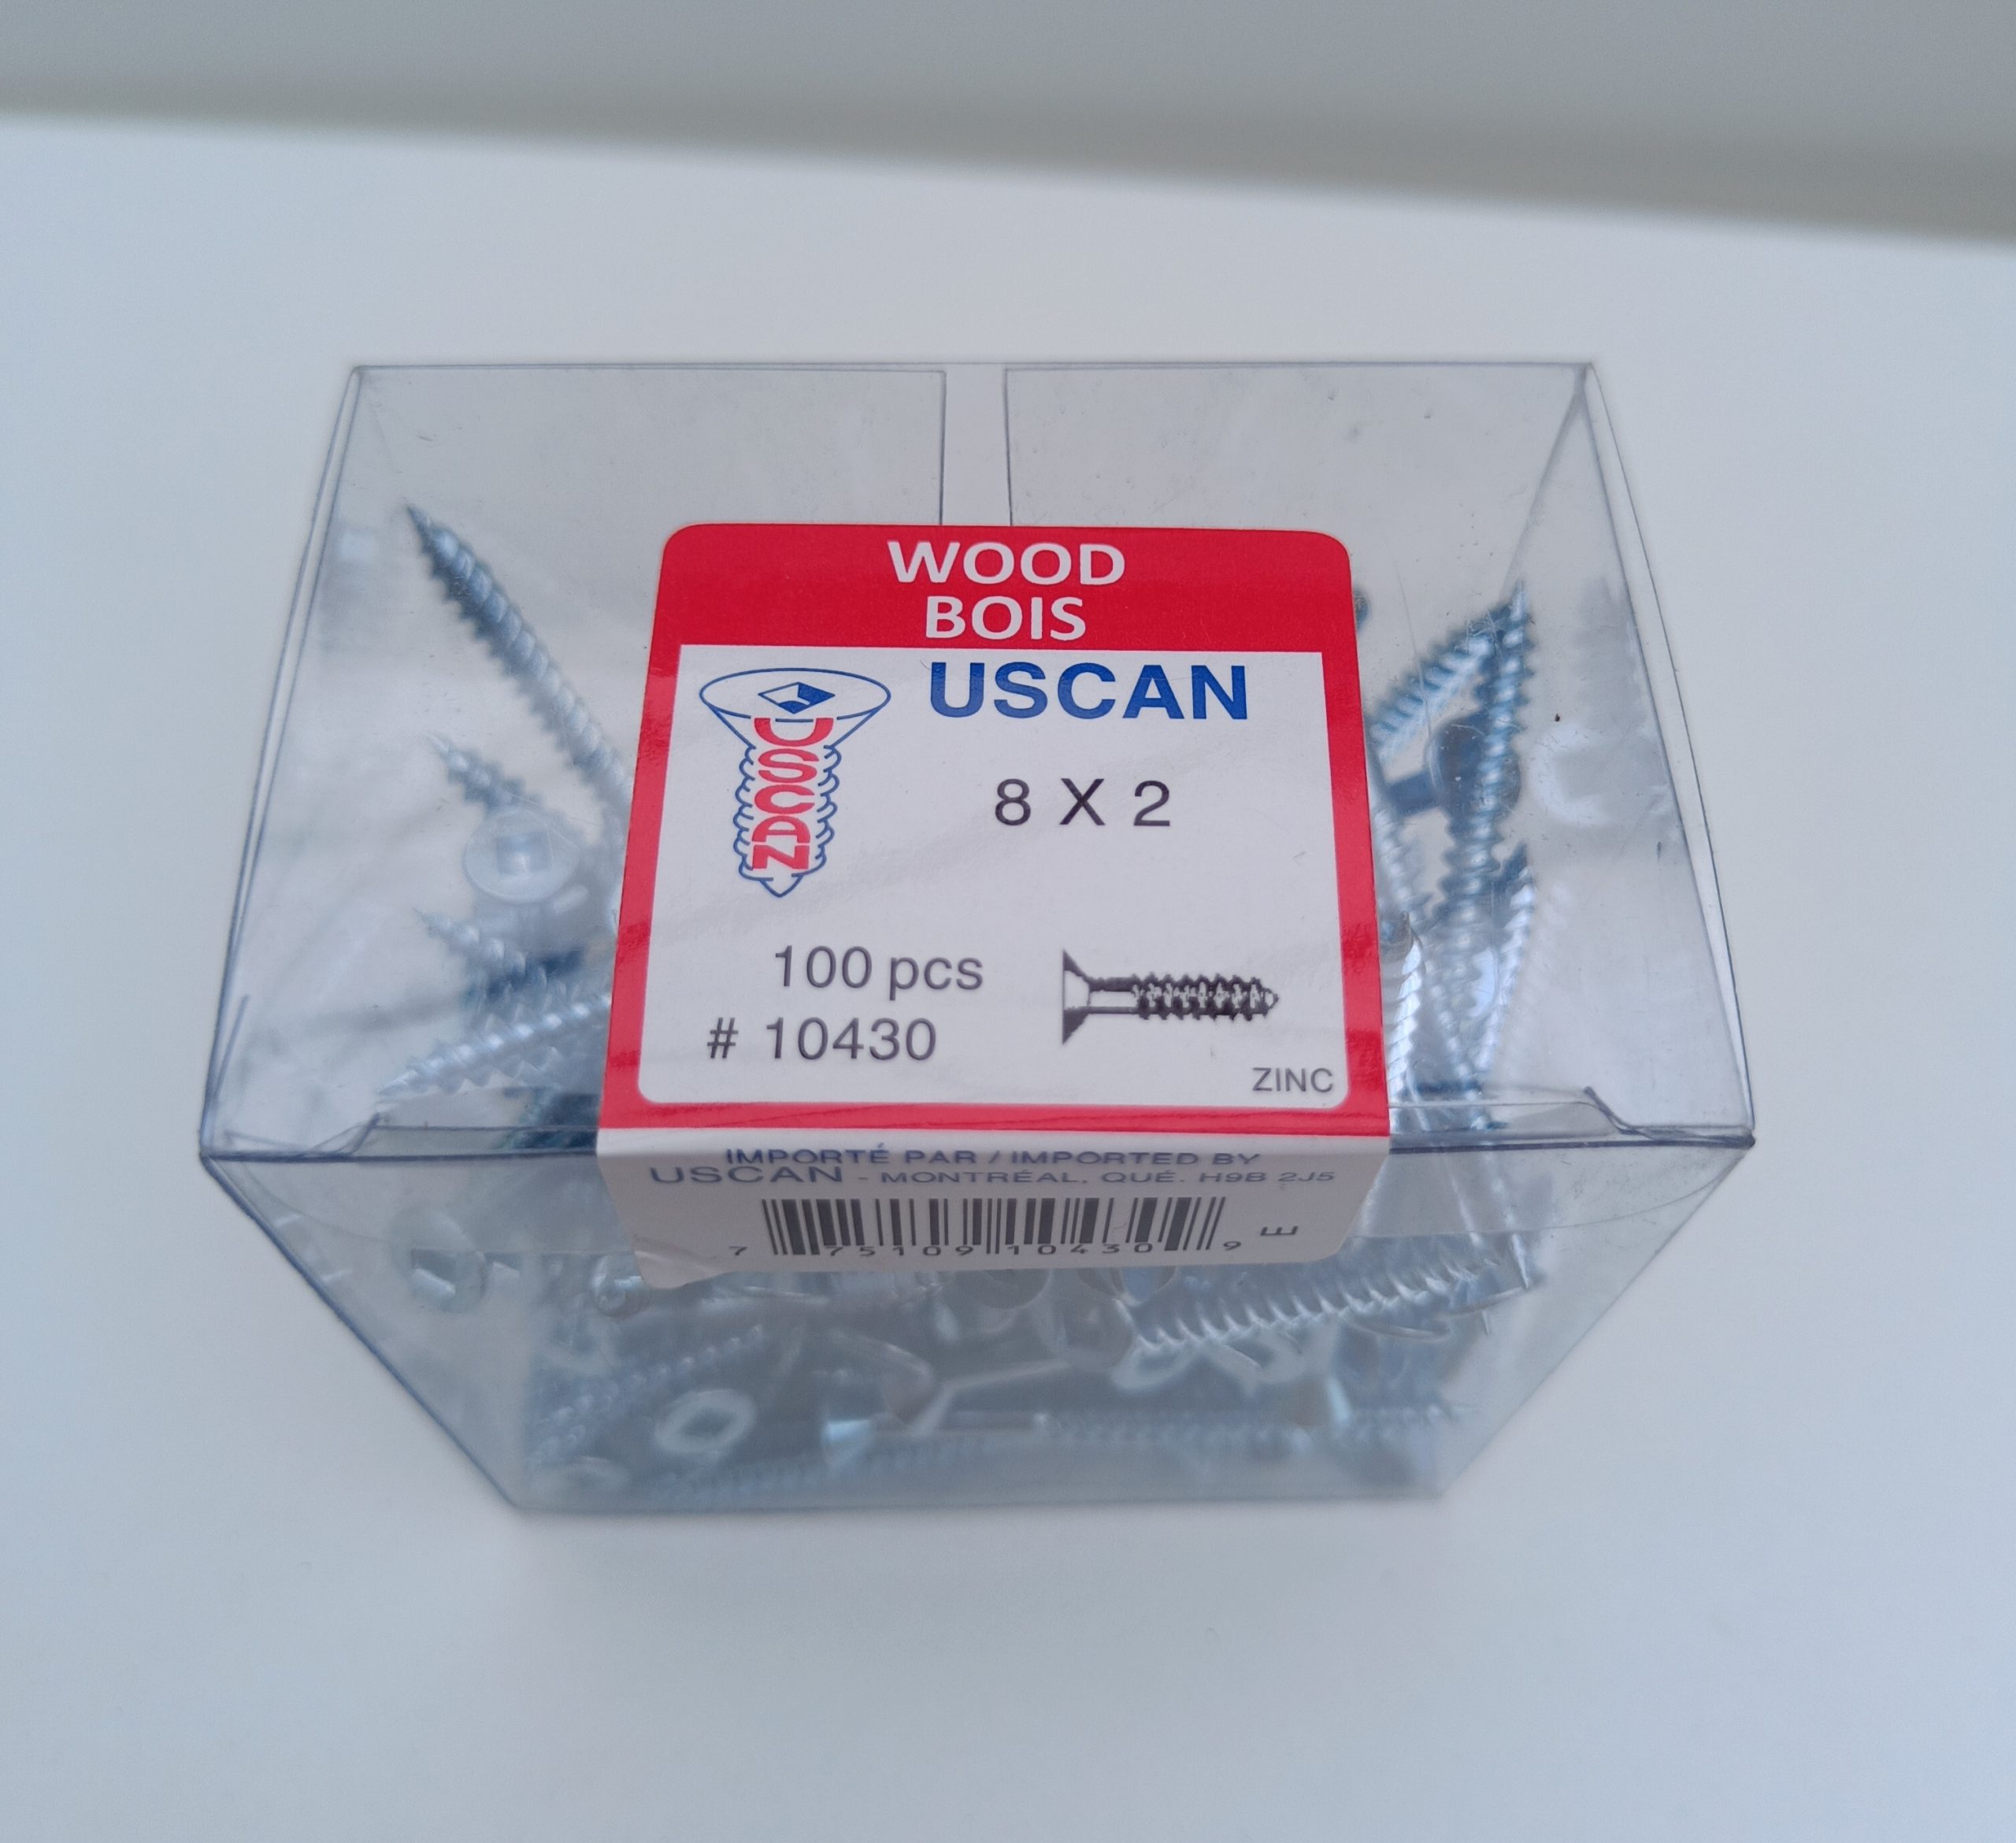 WOOD
BOIS
USCAN
USCAN
8 X 2
100 pcs
# 10430
ZINC
IMPORTÉ PAR / IMPORTED BY
USCAN - MONTRÉAL, QUÉ. H9B 2J5
7 75109 10430 9 E